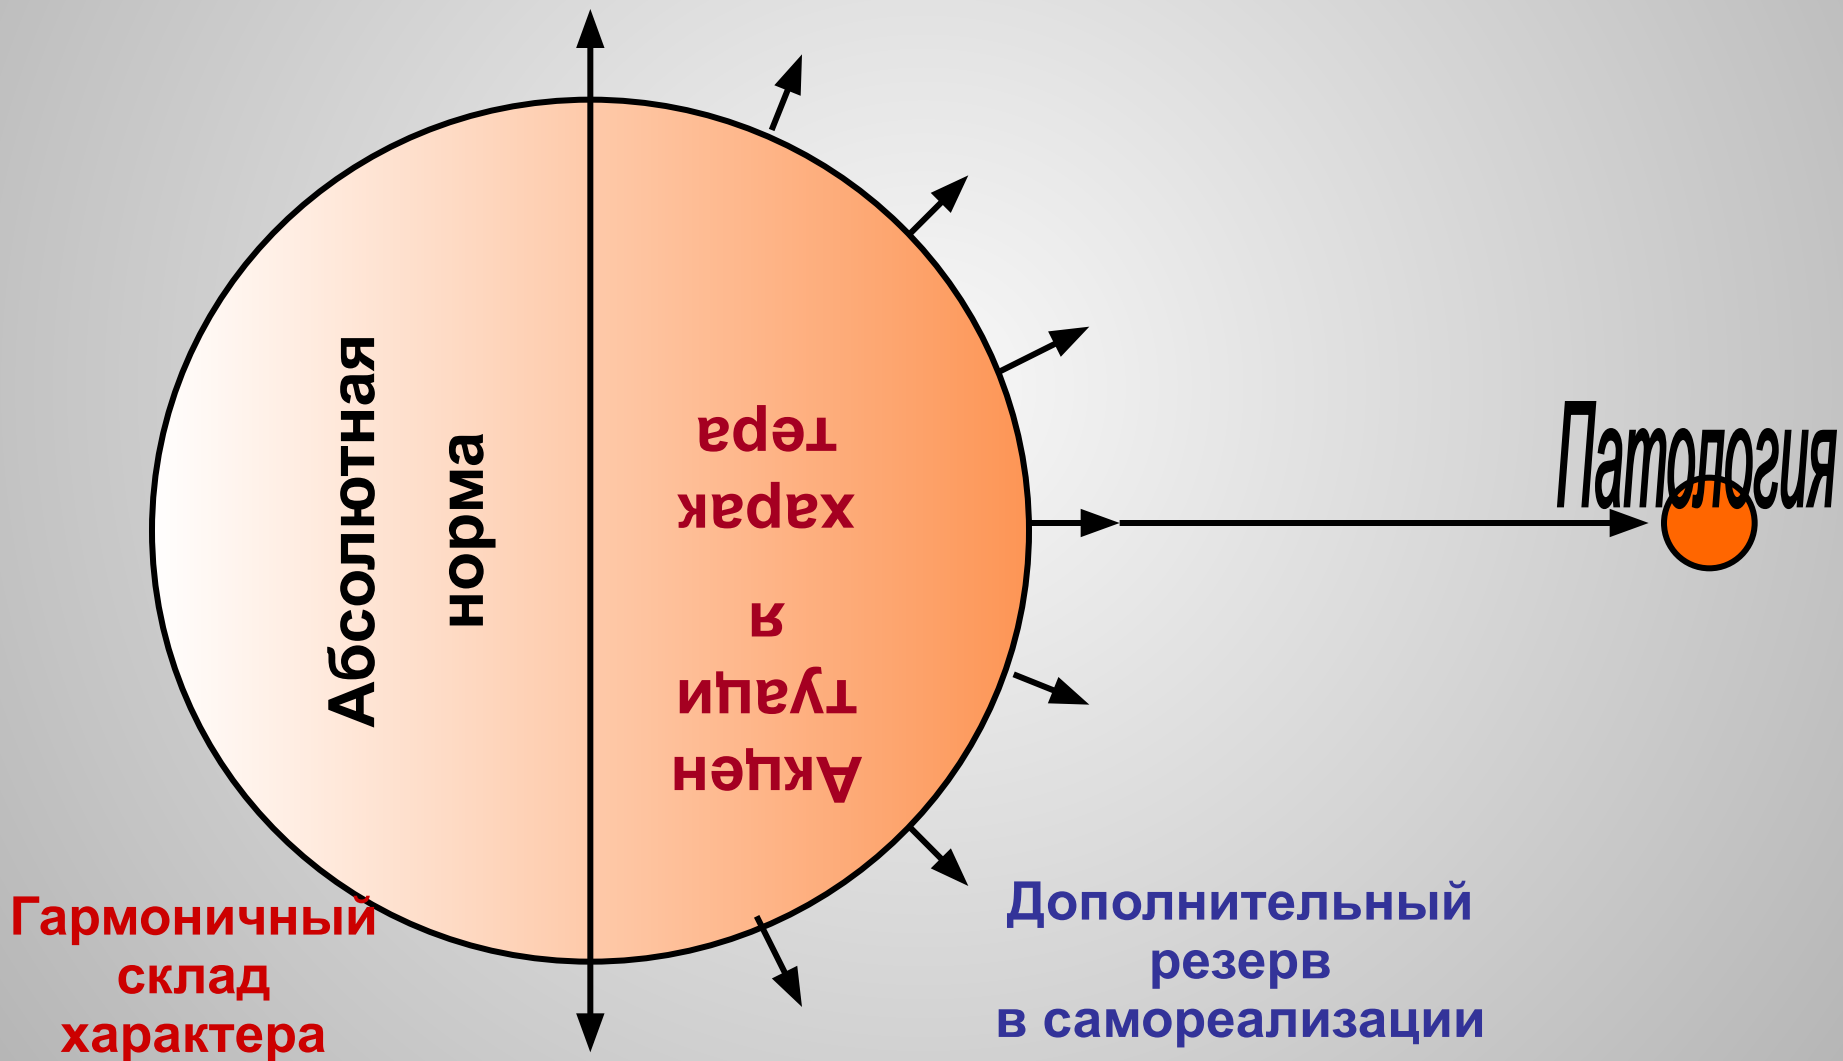 Абсолютная
норма
Акцен
туаци
я
харак
тера
Патология
Гармоничный
склад
характера
Дополнительный
резерв
в самореализации